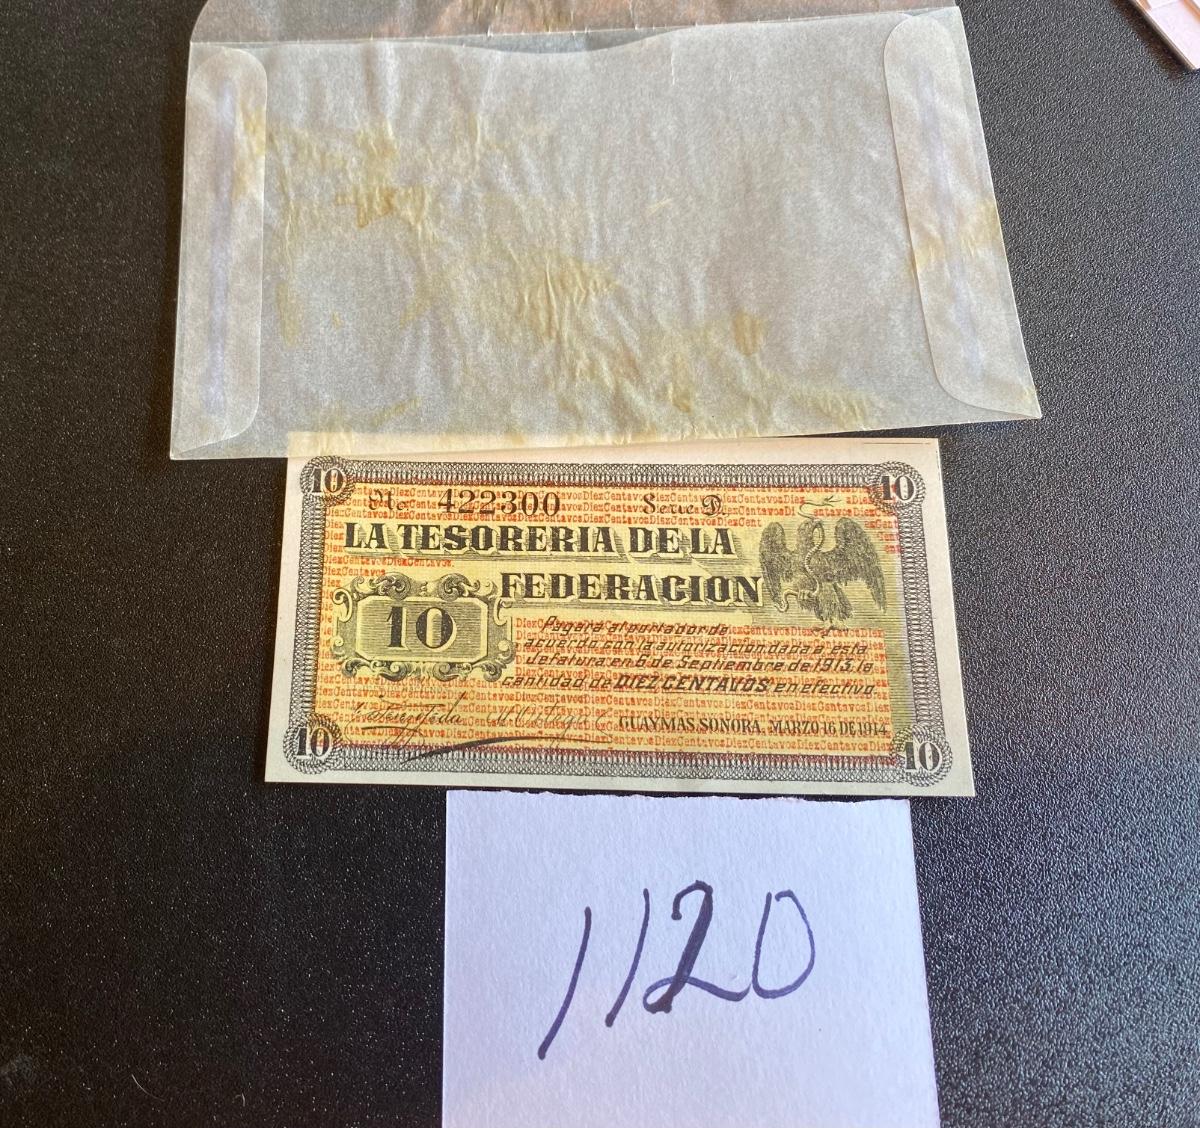 10 10
No. 422300 Serie D.
LA TESORERIA DE LA
FEDERACION
10
Pagará al portador de
acuerdo con la autorizacion dada a esta
Jefatura en 6 de Septiembre de 1913, la
cantidad de DIEZ CENTAVOS en efectivo.
GUAYMAS, SONORA, MARZO 16 DE 1914.
10 10
1120